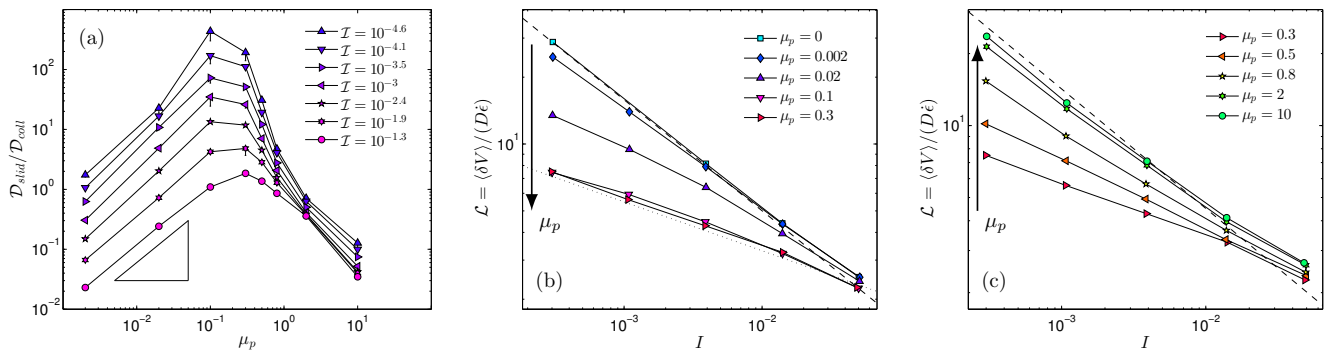 (a)
I = 10^{-4.6}
I = 10^{-4.1}
I = 10^{-3.5}
I = 10^{-3}
I = 10^{-2.4}
I = 10^{-1.9}
I = 10^{-1.3}
10^2
10^1
10^0
10^{-1}
10^{-2}
D_{slid}/D_{coll}
10^{-2}
10^{-1}
10^0
10^1
μ_p
(b)
μ_p = 0
μ_p = 0.002
μ_p = 0.02
μ_p = 0.1
μ_p = 0.3
μ_p
10^1
L = ⟨δV⟩/(Dε̇)
10^{-3}
10^{-2}
I
(c)
μ_p = 0.3
μ_p = 0.5
μ_p = 0.8
μ_p = 2
μ_p = 10
μ_p
10^1
L = ⟨δV⟩/(Dε̇)
10^{-3}
10^{-2}
I